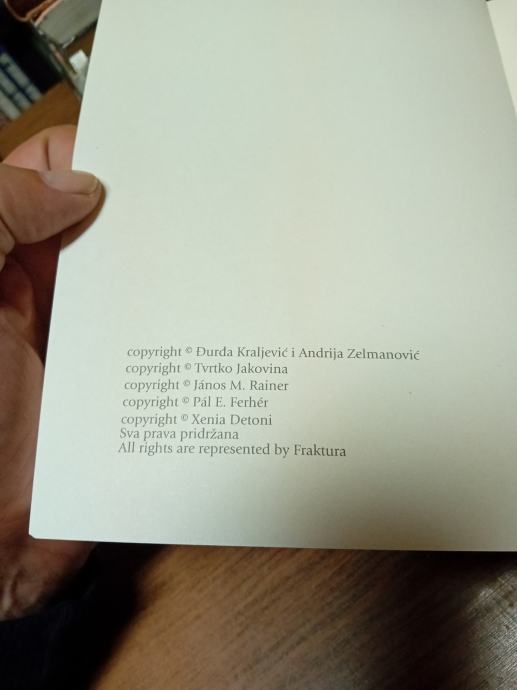 copyright © Đurđa Kraljević i Andrija Zelmanović
copyright © Tvrtko Jakovina
copyright © János M. Rainer
copyright © Pál E. Ferhér
copyright © Xenia Detoni
Sva prava pridržana
All rights are represented by Fraktura